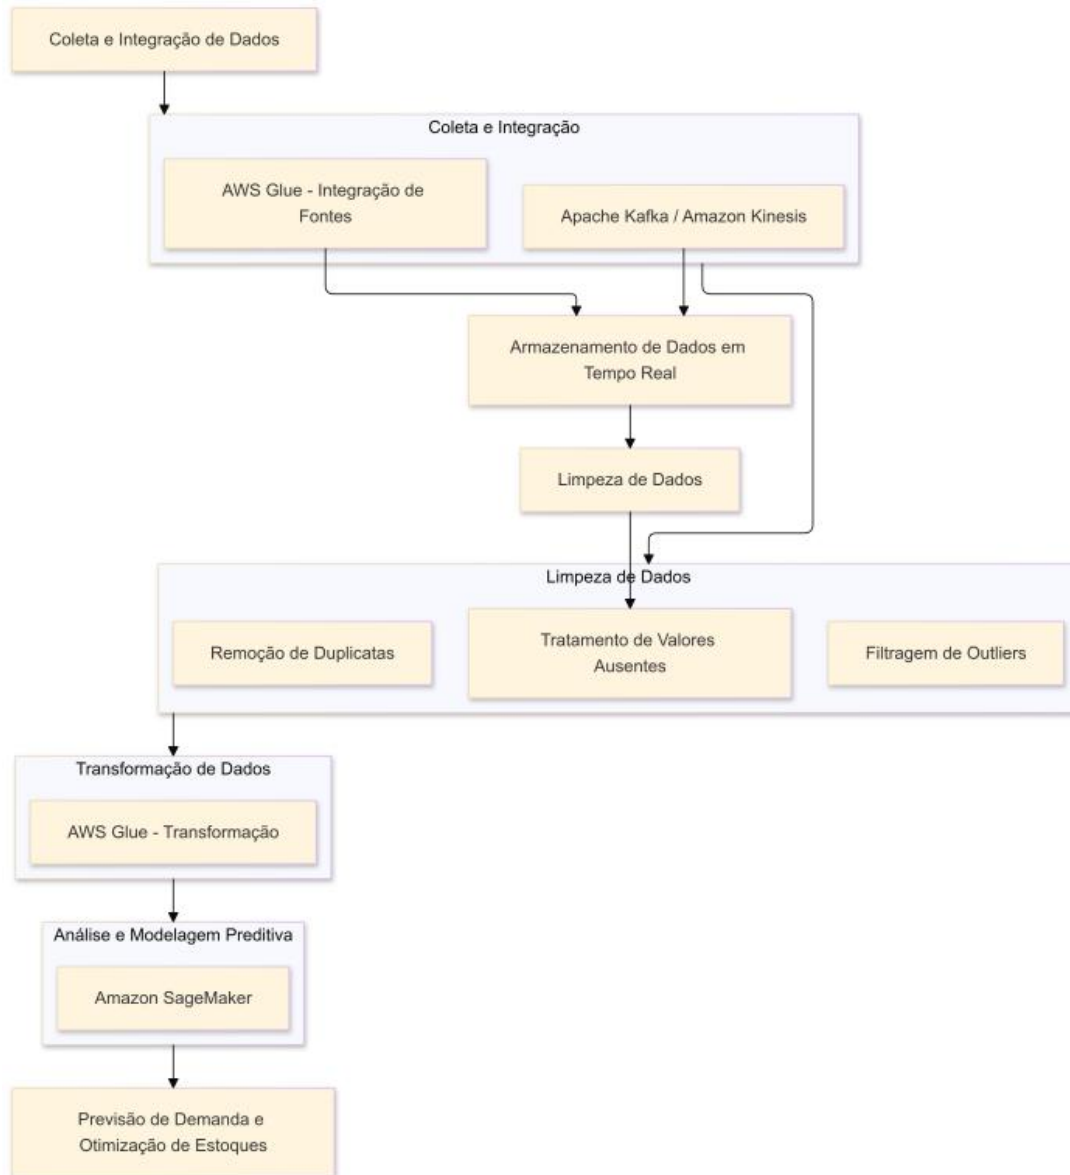 Coleta e Integração de Dados
Coleta e Integração
AWS Glue - Integração de
Fontes
Apache Kafka / Amazon Kinesis
Armazenamento de Dados em
Tempo Real
Limpeza de Dados
Limpeza de Dados
Remoção de Duplicatas
Tratamento de Valores
Ausentes
Filtragem de Outliers
Transformação de Dados
AWS Glue - Transformação
Análise e Modelagem Preditiva
Amazon SageMaker
Previsão de Demanda e
Otimização de Estoques